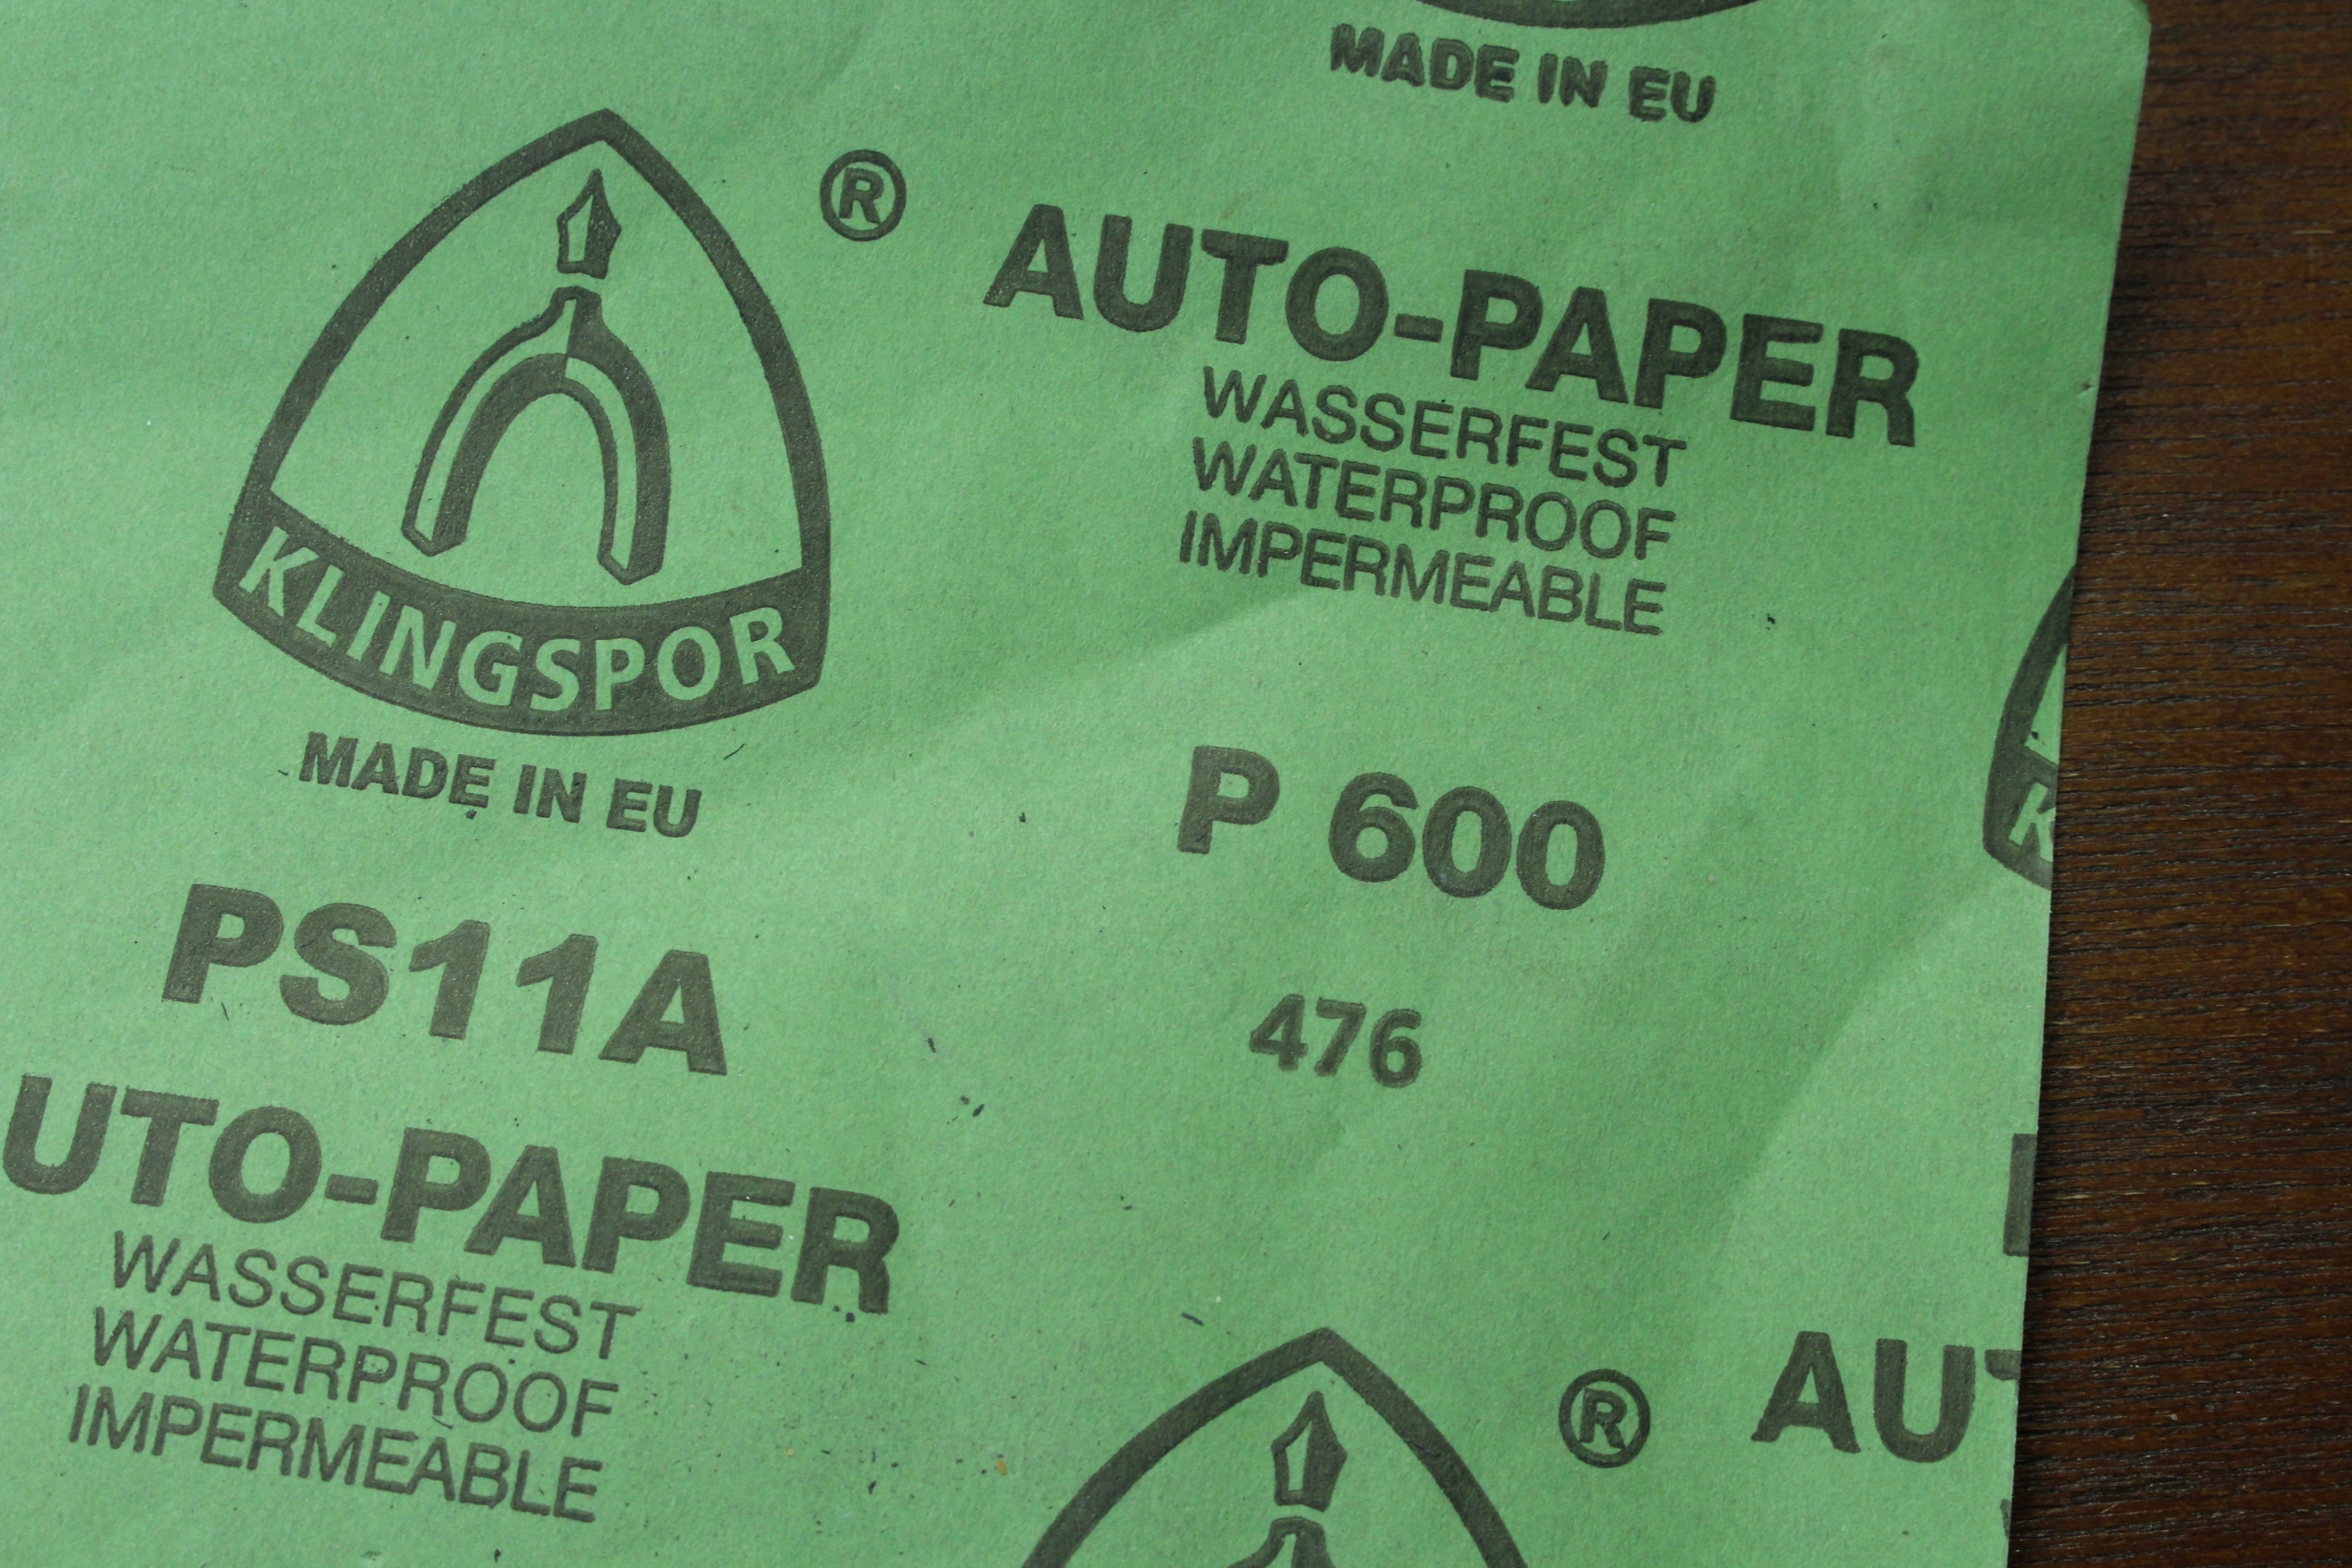 MADE IN EU
® AUTO-PAPER
WASSERFEST
WATERPROOF
IMPERMEABLE
KLINGSPOR
MADE IN EU
P 600
K
PS11A
476
UTO-PAPER
WASSERFEST
WATERPROOF
IMPERMEABLE
® AUT